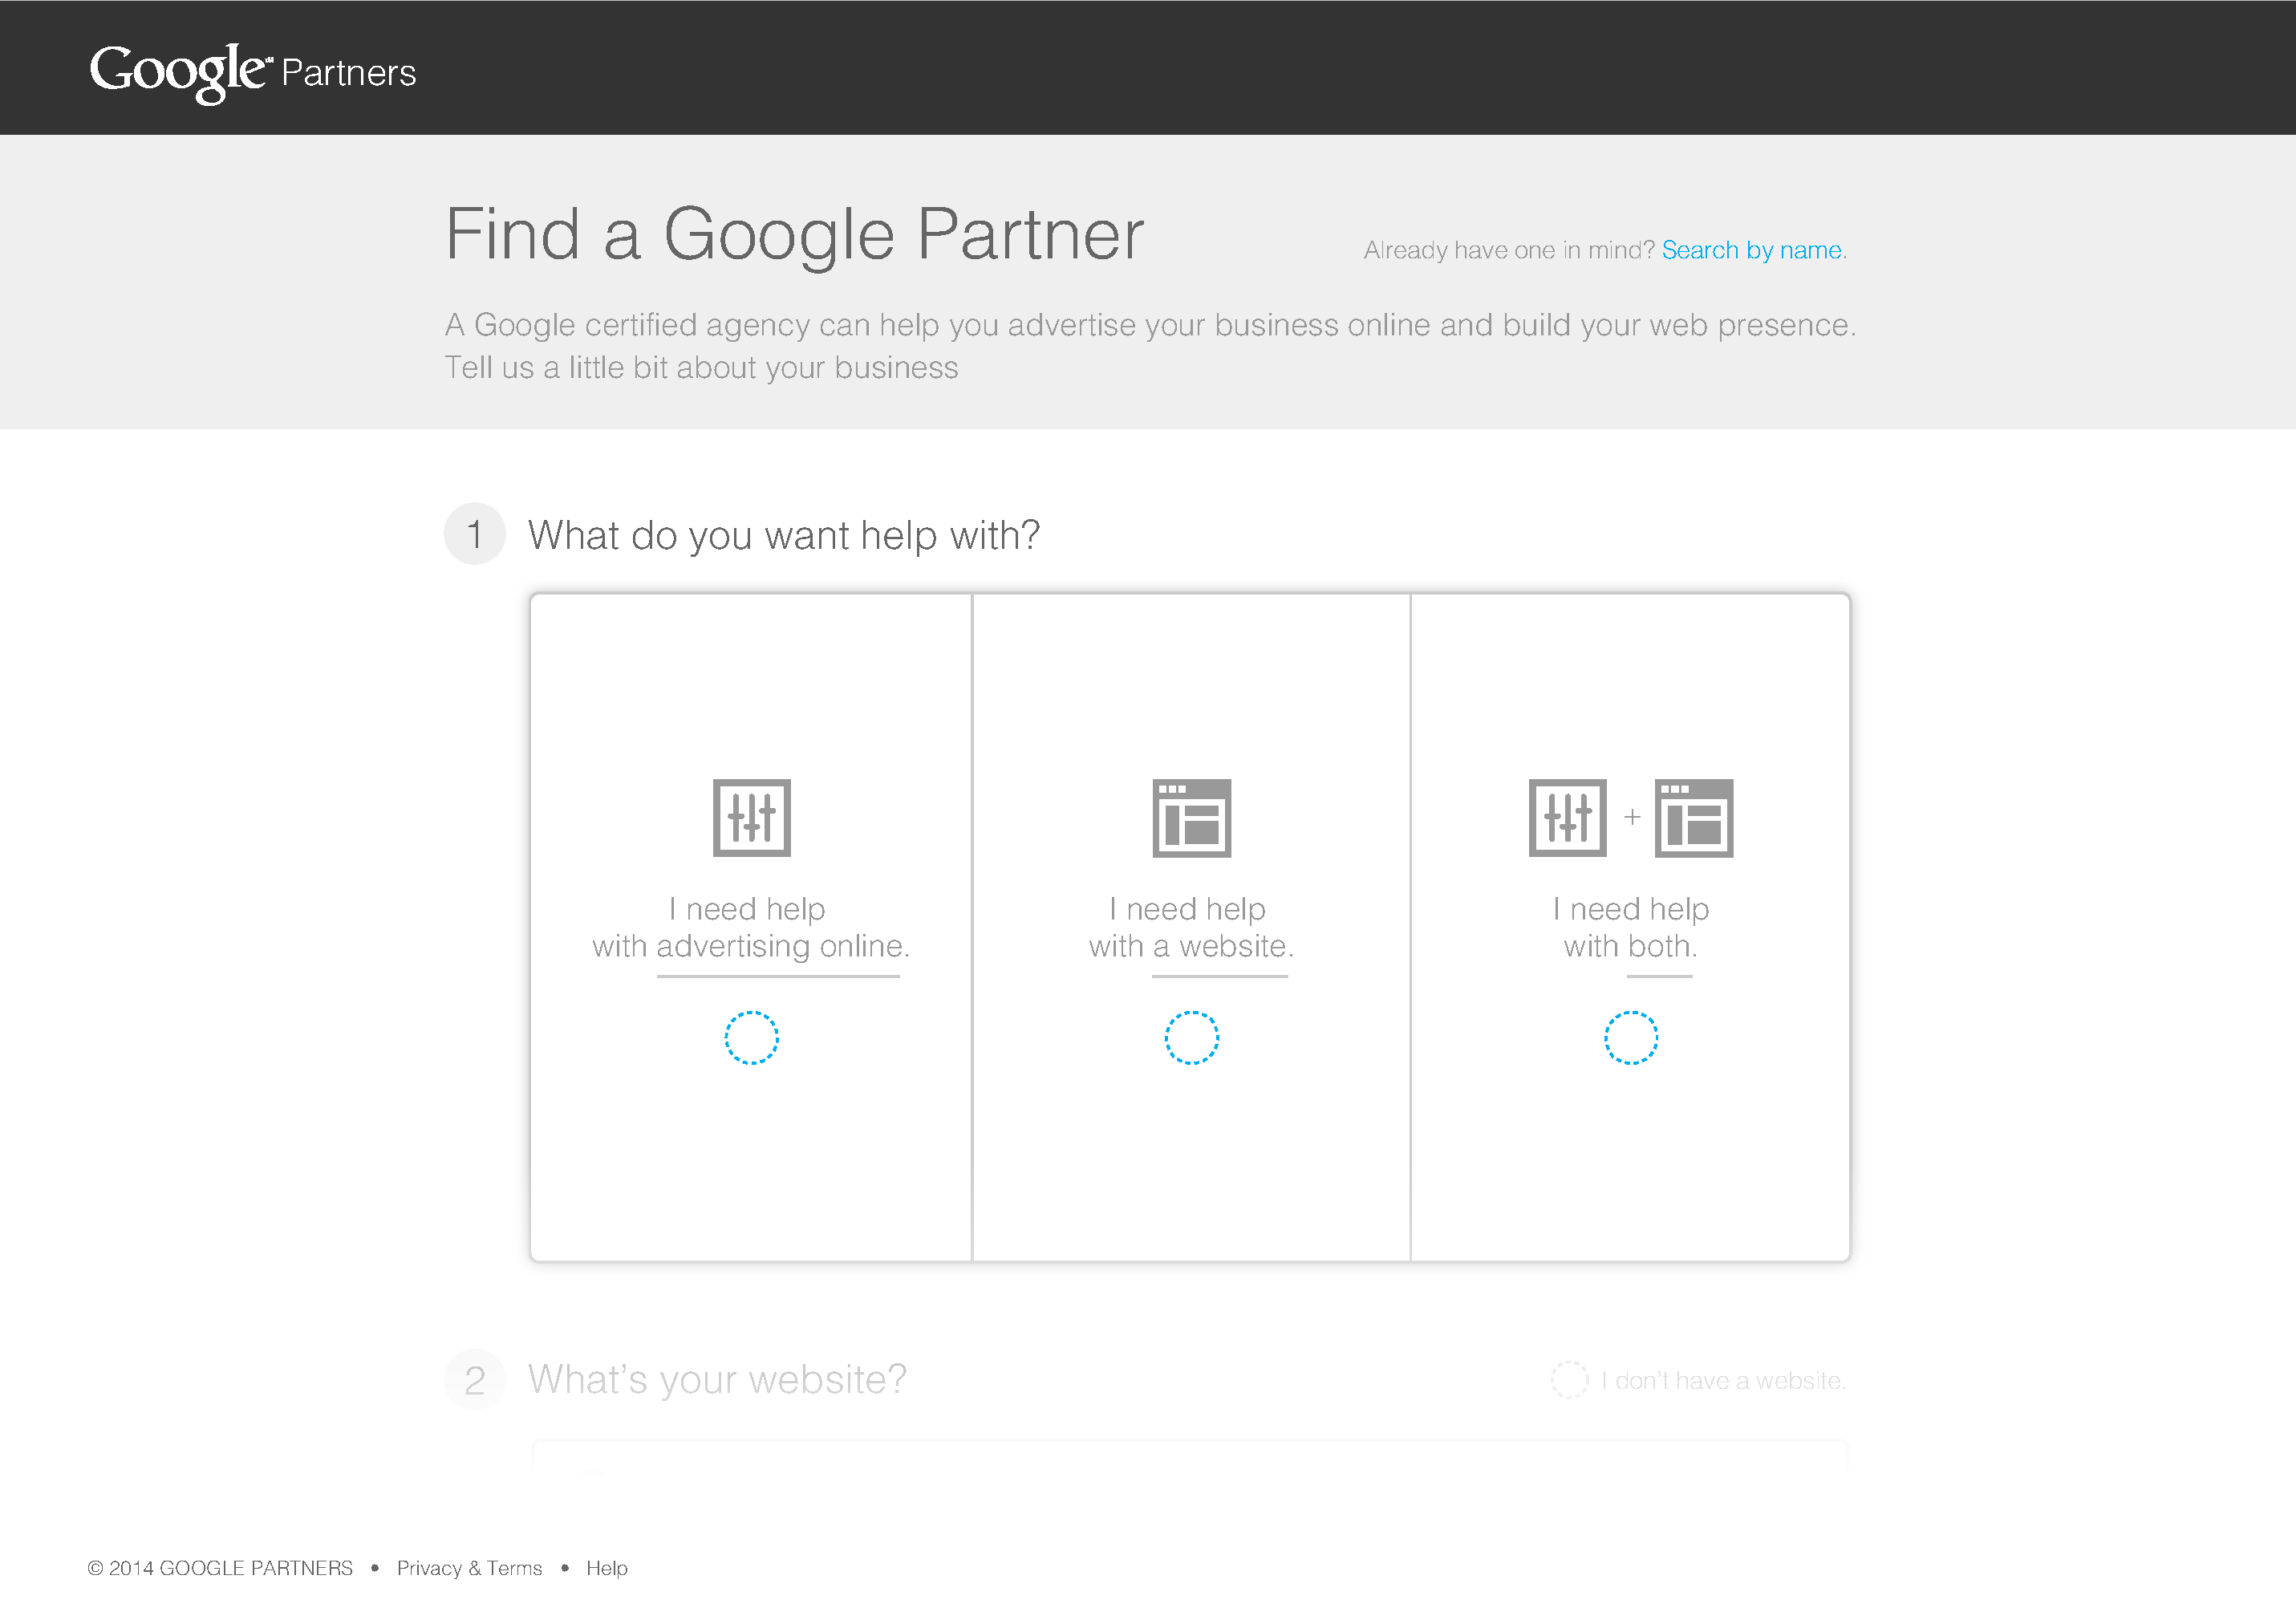 Google™ Partners
Find a Google Partner
Already have one in mind? Search by name.
A Google certified agency can help you advertise your business online and build your web presence.
Tell us a little bit about your business
1 What do you want help with?
I need help
with advertising online.
I need help
with a website.
+
I need help
with both.
2 What’s your website?
I don’t have a website.
© 2014 GOOGLE PARTNERS • Privacy & Terms • Help